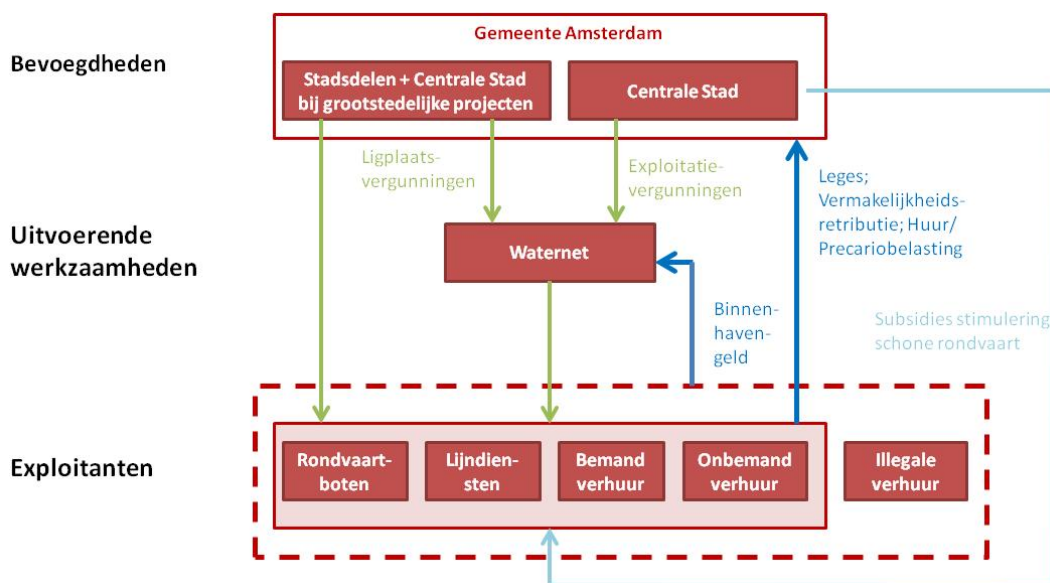 Bevoegdheden
Gemeente Amsterdam
Stadsdelen + Centrale Stad
bij grootstedelijke projecten
Centrale Stad
Ligplaats-
vergunningen
Exploitatie-
vergunningen
Leges;
Vermakelijkheids-
retributie; Huur/
Precariobelasting
Uitvoerende
werkzaamheden
Waternet
Binnen-
haven-
geld
Subsidies stimulering
schone rondvaart
Exploitanten
Rondvaart-
boten
Lijndien-
sten
Bemand
verhuur
Onbemand
verhuur
Illegale
verhuur